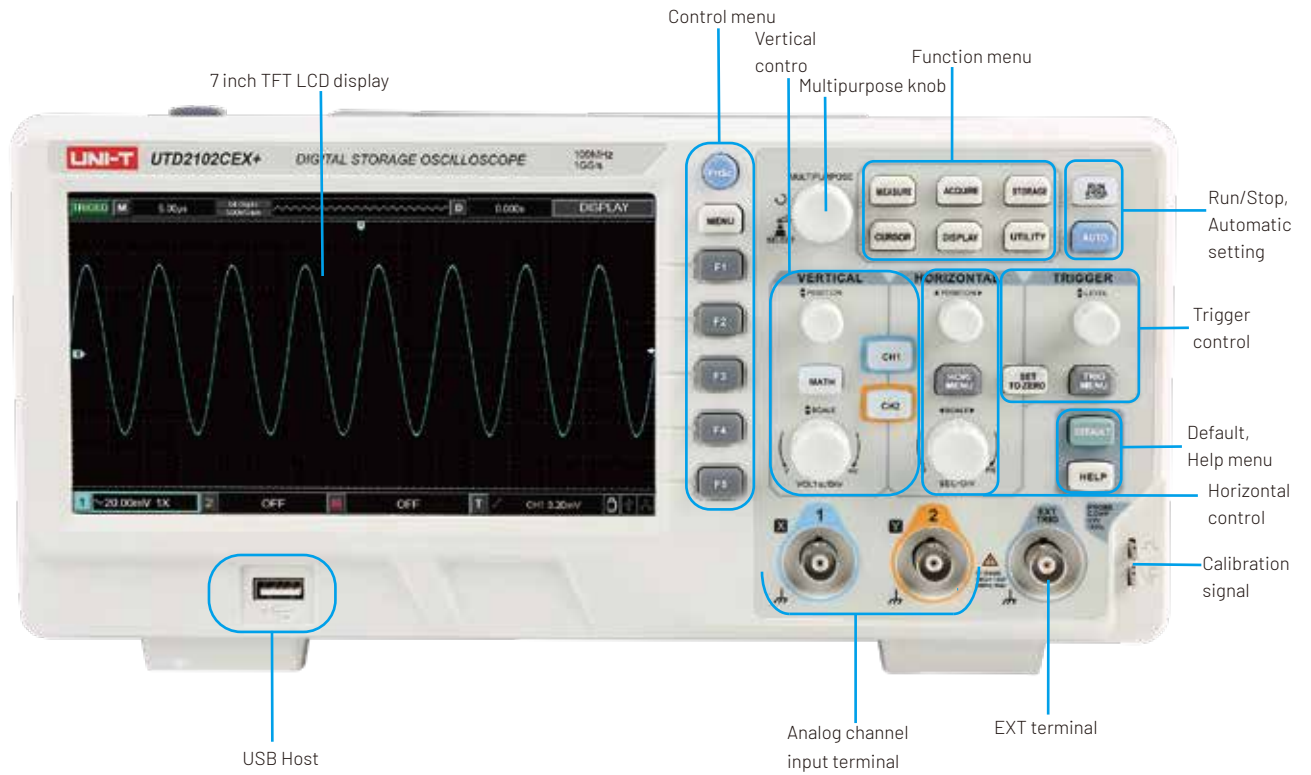 Control menu
Vertical
contro
Function menu
7 inch TFT LCD display
Multipurpose knob
UNI-T UTD2102CEX+ DIGITAL STORAGE OSCILLOSCOPE 100MHz
1GS/s
PrtSc
MULTIPURPOSE
SELECT
MEASURE ACQUIRE STORAGE
RUN
STOP
CURSOR DISPLAY UTILITY AUTO
Run/Stop,
Automatic
setting
TRIGED M 5.00μs D 0.000s DISPLAY
MENU
F1
F2
F3
F4
F5
VERTICAL HORIZONTAL TRIGGER
POSITION POSITION LEVEL
CH1
MATH
CH2
HORI
MENU
SET
TO ZERO
TRIG
MENU
Trigger
control
SCALE SCALE
VOLTS/DIV SEC/DIV
DEFAULT
HELP
Default,
Help menu
Horizontal
control
1 ~20.00mV 1X 2 OFF M OFF T CH1 3.20mV
X 1 Y 2 EXT
TRIG
PROBE
COMP
Calibration
signal
USB Host
Analog channel
input terminal
EXT terminal